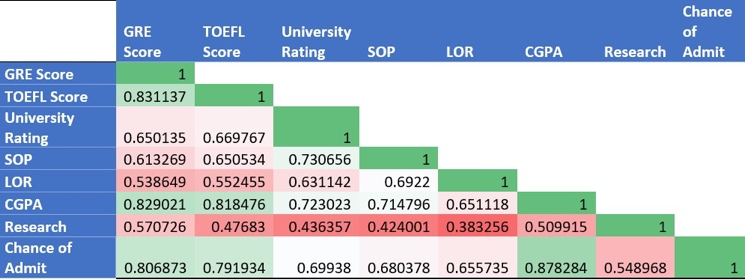 GRE Score TOEFL Score University Rating SOP LOR CGPA Research Chance of Admit
GRE Score 1
TOEFL Score 0.831137 1
University Rating 0.650135 0.669767 1
SOP 0.613269 0.650534 0.730656 1
LOR 0.538649 0.552455 0.631142 0.6922 1
CGPA 0.829021 0.818476 0.723023 0.714796 0.651118 1
Research 0.570726 0.47683 0.436357 0.424001 0.383256 0.509915 1
Chance of Admit 0.806873 0.791934 0.69938 0.680378 0.655735 0.878284 0.548968 1